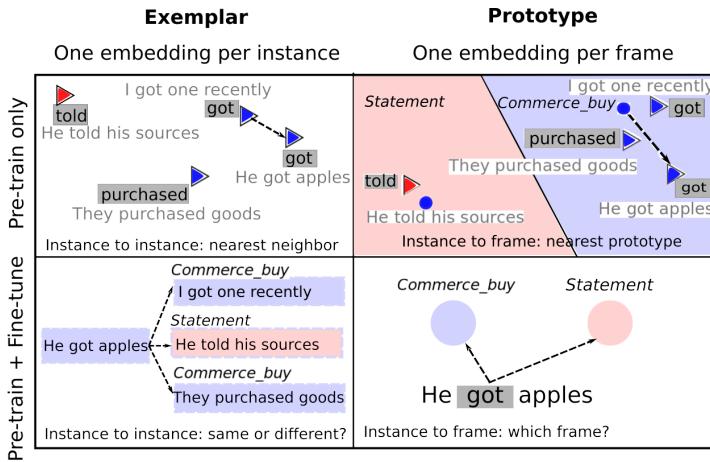 Exemplar
Prototype
One embedding per instance
One embedding per frame
Pre-train only
I got one recently
got
told
He told his sources
got
He got apples
purchased
They purchased goods
Instance to instance: nearest neighbor
Statement
Commerce_buy
I got one recently
got
purchased
They purchased goods
told
got
He told his sources
He got apples
Instance to frame: nearest prototype
Pre-train + Fine-tune
Commerce_buy
I got one recently
Statement
He got apples
He told his sources
Commerce_buy
They purchased goods
Instance to instance: same or different?
Commerce_buy
Statement
He got apples
Instance to frame: which frame?